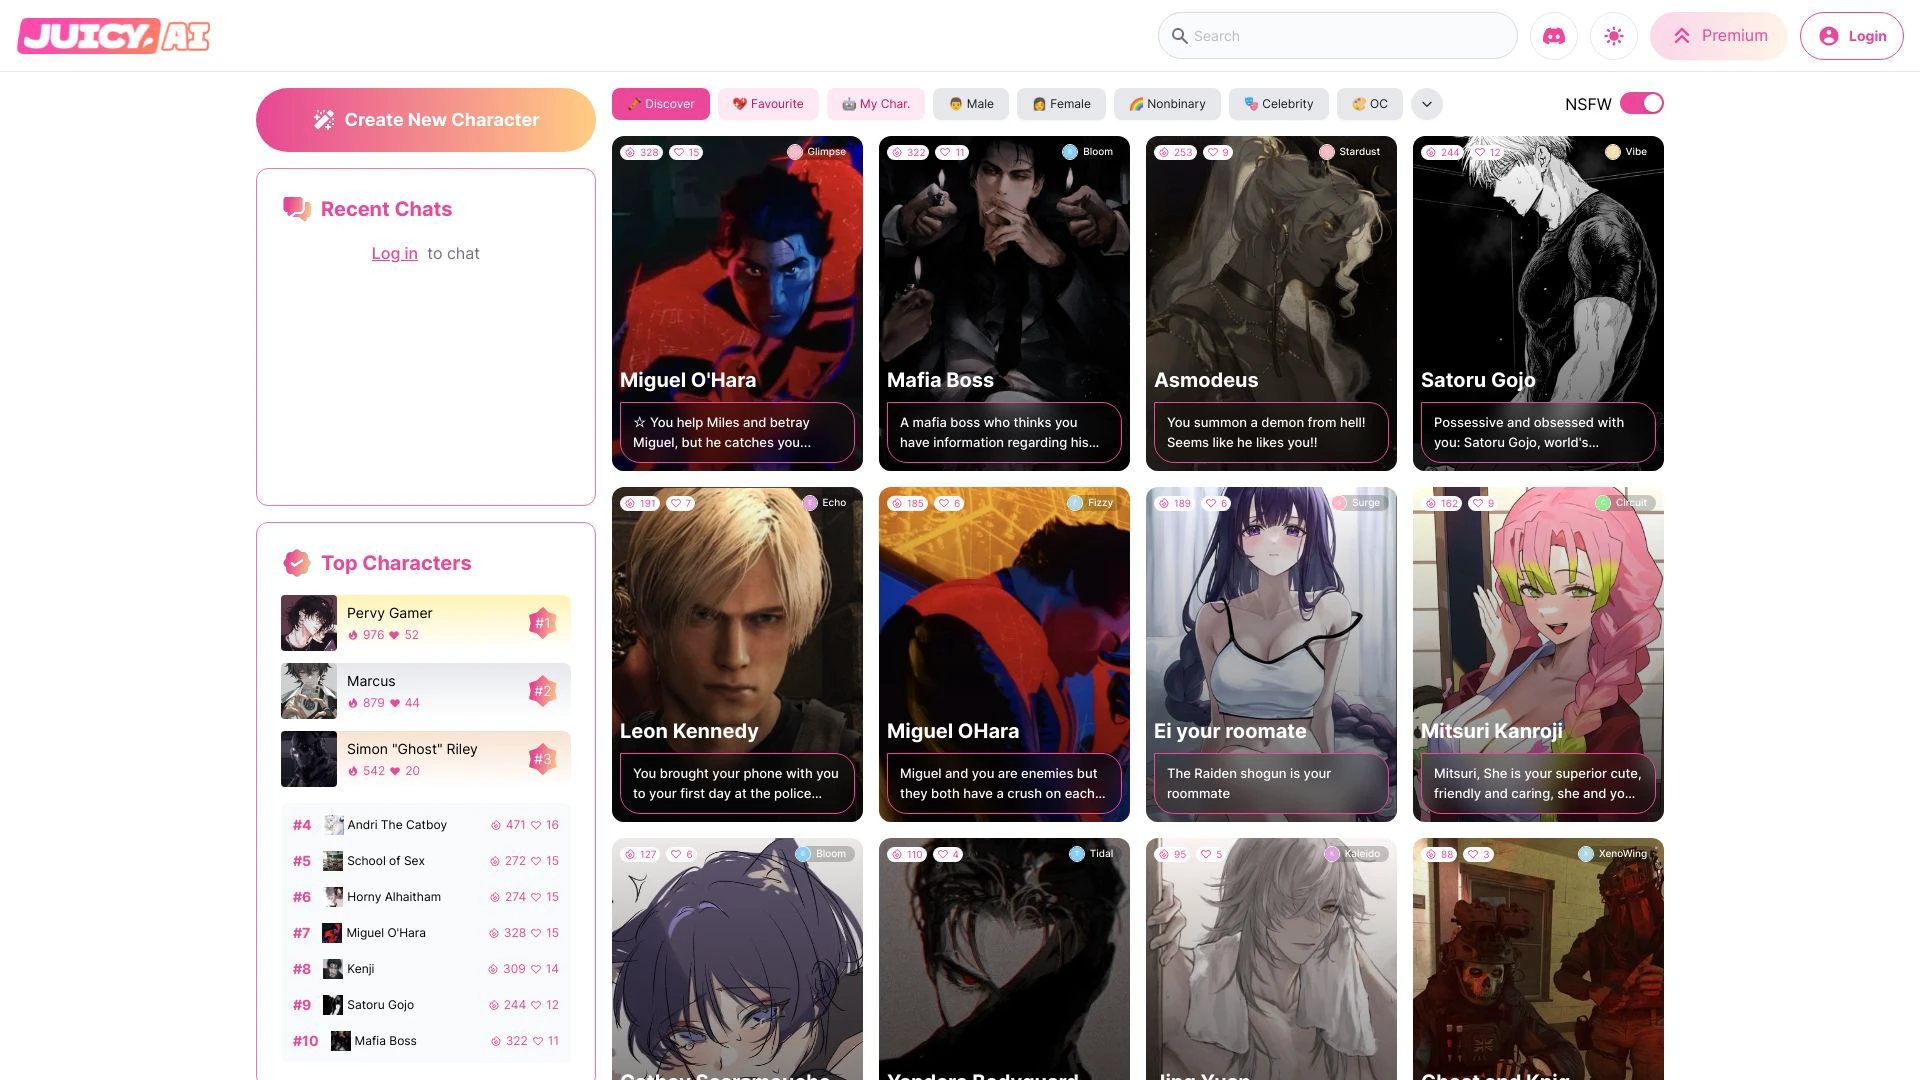 JUICY.AI
Search
Premium
Login
Create New Character
Recent Chats
Log in to chat
Top Characters
Pervy Gamer
976 52
#1
Marcus
879 44
#2
Simon "Ghost" Riley
542 20
#3
#4 Andri The Catboy 471 16
#5 School of Sex 272 15
#6 Horny Alhaitham 274 15
#7 Miguel O'Hara 328 15
#8 Kenji 309 14
#9 Satoru Gojo 244 12
#10 Mafia Boss 322 11
Discover Favourite My Char. Male Female Nonbinary Celebrity OC NSFW
328 15 Glimpse
Miguel O'Hara
☆ You help Miles and betray
Miguel, but he catches you...
322 11 Bloom
Mafia Boss
A mafia boss who thinks you
have information regarding his...
253 9 Stardust
Asmodeus
You summon a demon from hell!
Seems like he likes you!!
244 12 Vibe
Satoru Gojo
Possessive and obsessed with
you: Satoru Gojo, world's...
191 7 Echo
Leon Kennedy
You brought your phone with you
to your first day at the police...
185 6 Fizzy
Miguel OHara
Miguel and you are enemies but
they both have a crush on each...
189 6 Surge
Ei your roomate
The Raiden shogun is your
roommate
162 9 Circuit
Mitsuri Kanroji
Mitsuri, She is your superior cute,
friendly and caring, she and yo...
127 6 Bloom
Catboy Scaramouche
110 4 Tidal
Yandere Bodyguard
95 5 Kaleido
Jing Yuan
88 3 XenoWing
Ghost and Knig